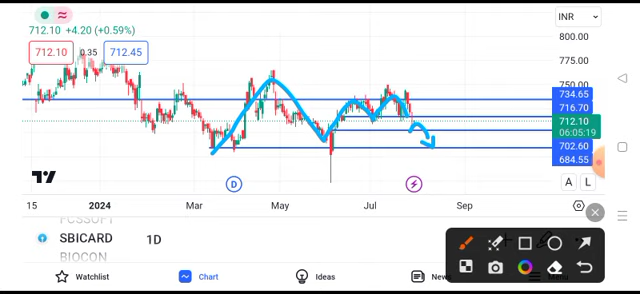 INR
712.10 +4.20 (+0.59%)
712.10 0.35 712.45
800.00
775.00
750.00
734.65
716.70
712.10
06:05:19
702.60
684.55
D
A L
15 2024 Mar May Jul Sep
SBICARD 1D
BIOCON
Watchlist Chart Ideas News Menu